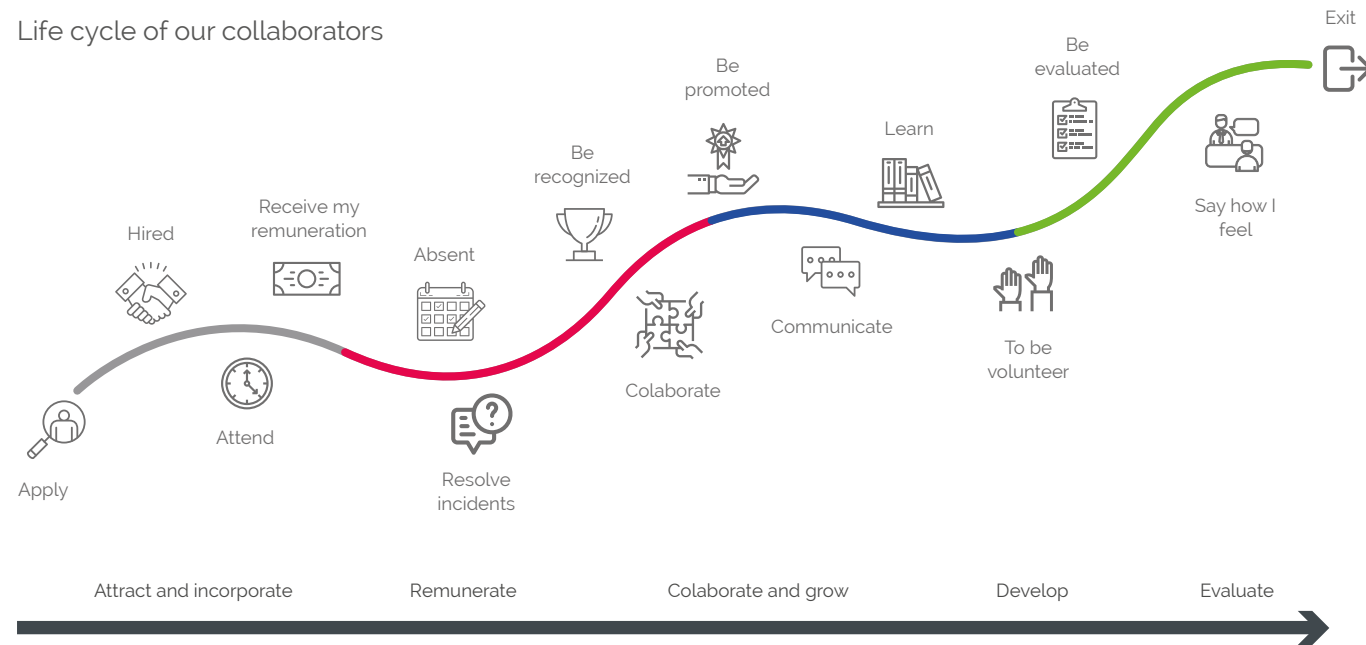 Life cycle of our collaborators
Exit
Be
evaluated
Be
promoted
Learn
Be
recognized
Receive my
remuneration
Hired
Absent
Say how I
feel
Communicate
To be
volunteer
Colaborate
Attend
Resolve
incidents
Apply
Attract and incorporate
Remunerate
Colaborate and grow
Develop
Evaluate